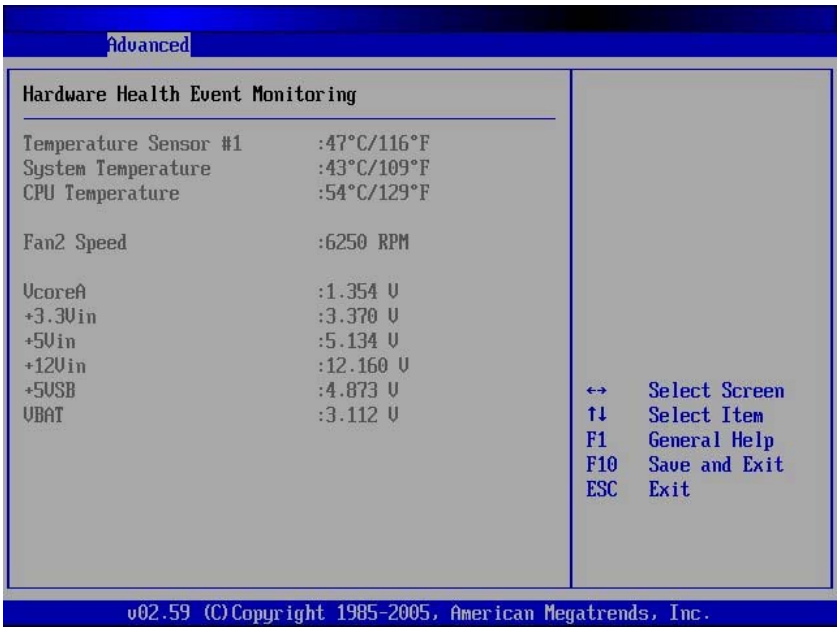 Advanced
Hardware Health Event Monitoring
Temperature Sensor #1 :47°C/116°F
System Temperature :43°C/109°F
CPU Temperature :54°C/129°F
Fan2 Speed :6250 RPM
VcoreA :1.354 V
+3.3Vin :3.370 V
+5Vin :5.134 V
+12Vin :12.160 V
+5VSB :4.873 V
VBAT :3.112 V
↔ Select Screen
↑↓ Select Item
F1 General Help
F10 Save and Exit
ESC Exit
v02.59 (C)Copyright 1985-2005, American Megatrends, Inc.